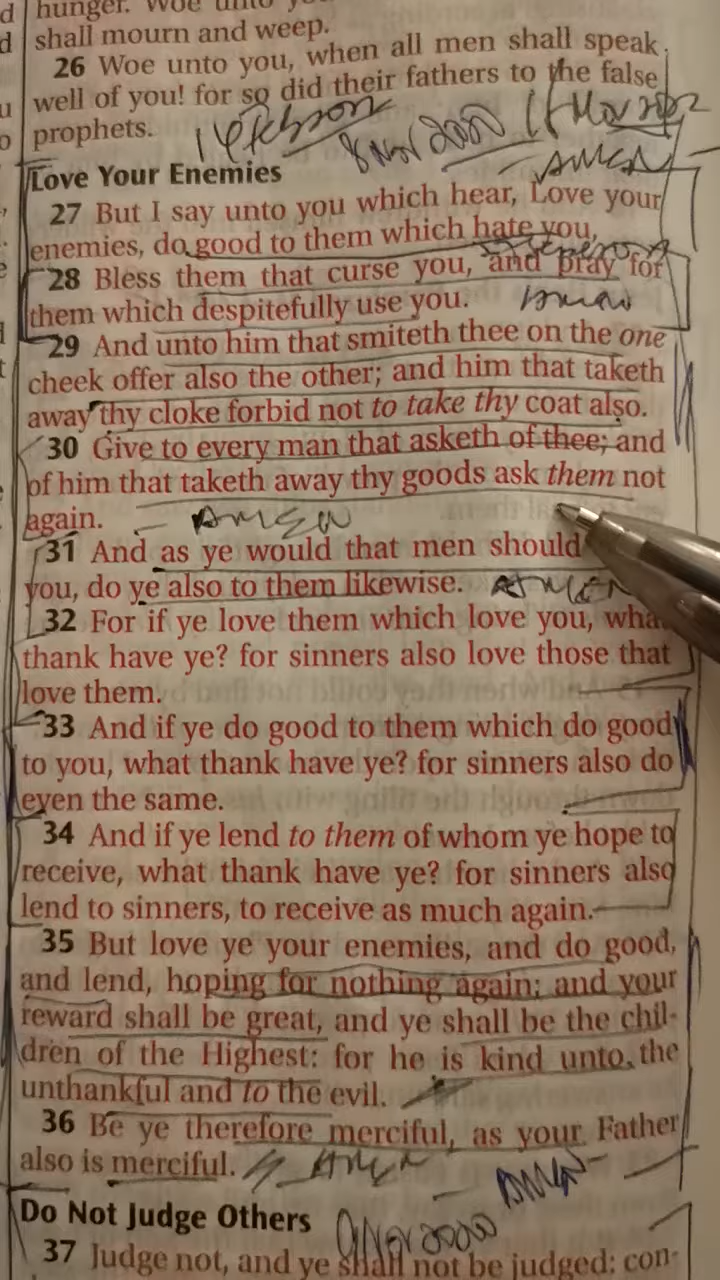 hunger. Woe unto you
shall mourn and weep.
26 Woe unto you, when all men shall speak
well of you! for so did their fathers to the false
prophets.
8 Nov 2020
AMEN
Love Your Enemies
27 But I say unto you which hear, Love your
enemies, do good to them which hate you,
28 Bless them that curse you, and pray for
them which despitefully use you.
29 And unto him that smiteth thee on the one
cheek offer also the other; and him that taketh
away thy cloke forbid not to take thy coat also.
30 Give to every man that asketh of thee; and
of him that taketh away thy goods ask them not
again. AMEN
31 And as ye would that men should
you, do ye also to them likewise. AMEN
32 For if ye love them which love you, what
thank have ye? for sinners also love those that
love them.
33 And if ye do good to them which do good
to you, what thank have ye? for sinners also do
even the same.
34 And if ye lend to them of whom ye hope to
receive, what thank have ye? for sinners also
lend to sinners, to receive as much again.
35 But love ye your enemies, and do good,
and lend, hoping for nothing again; and your
reward shall be great, and ye shall be the chil-
dren of the Highest: for he is kind unto the
unthankful and to the evil.
36 Be ye therefore merciful, as your Father
also is merciful. AMEN
AMEN
Do Not Judge Others
37 Judge not, and ye shall not be judged: con-